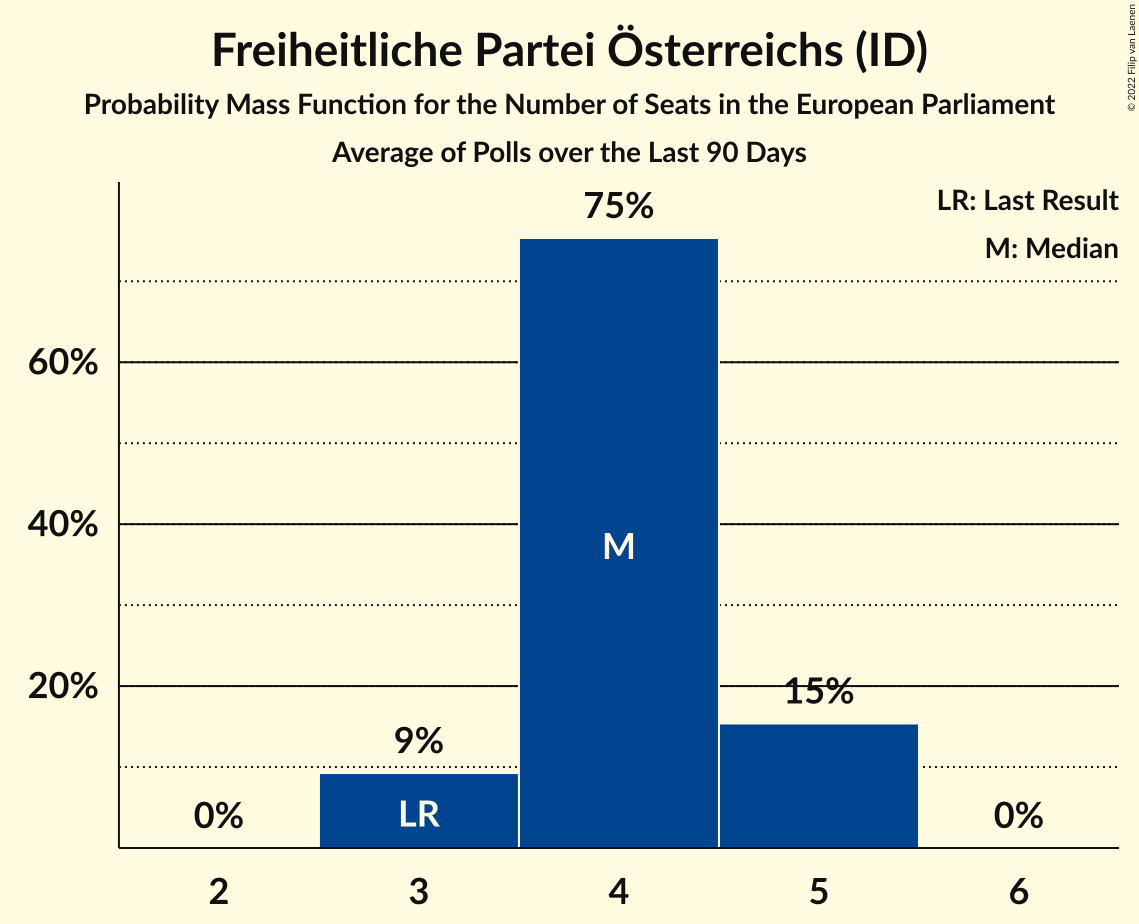 Freiheitliche Partei Österreichs (ID)
Probability Mass Function for the Number of Seats in the European Parliament
Average of Polls over the Last 90 Days
© 2022 Filip van Laenen
LR: Last Result
M: Median
75%
60%
40%
M
20%
15%
9%
0%
LR
0%
2 3 4 5 6